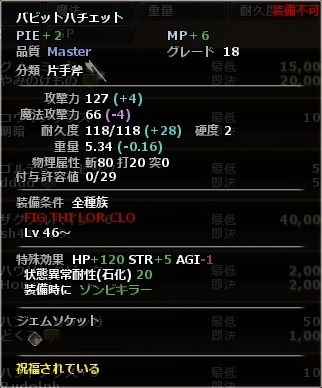 装備不可
バビットハチェット
PIE+2 MP+6
品質 Master グレード 18
分類 片手斧
攻撃力 127 (+4)
魔法攻撃力 66 (-4)
耐久度 118/118 (+28) 硬度 2
重量 5.34 (-0.16)
物理属性 斬80 打20 突0
付与許容値 0/29
装備条件 全種族
FIG THI LOR CLO
Lv 46～
特殊効果 HP+120 STR+5 AGI-1
状態異常耐性(石化) 20
装備時に ゾンビキラー
ジェムソケット
祝福されている